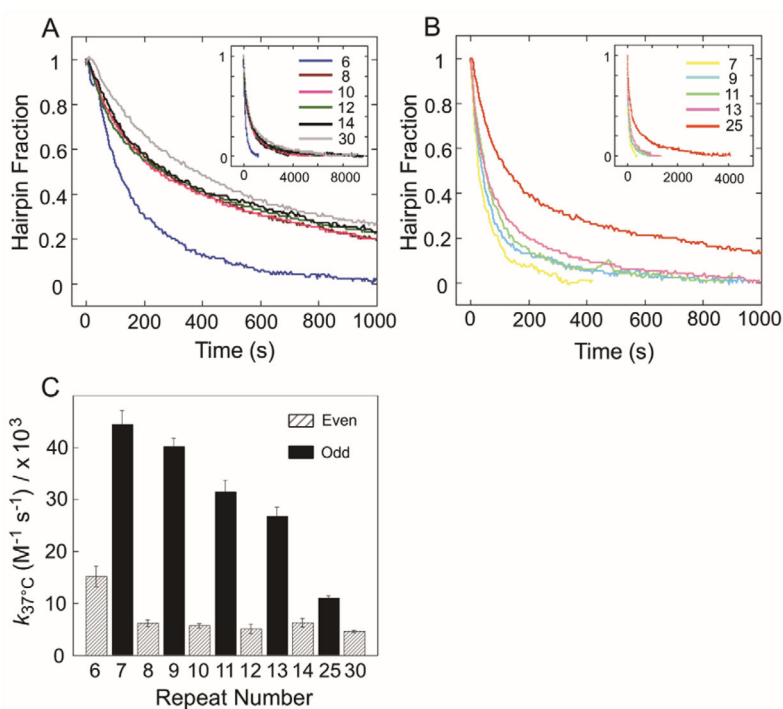 A
Hairpin Fraction
1
0.8
0.6
0.4
0.2
0
0 200 400 600 800 1000
Time (s)
1
0
0 4000 8000
6
8
10
12
14
30
B
Hairpin Fraction
1
0.8
0.6
0.4
0.2
0
0 200 400 600 800 1000
Time (s)
1
0
0 2000 4000
7
9
11
13
25
C
k37°C (M-1 s-1) / x 103
40
30
20
10
0
Even
Odd
6 7 8 9 10 11 12 13 14 25 30
Repeat Number